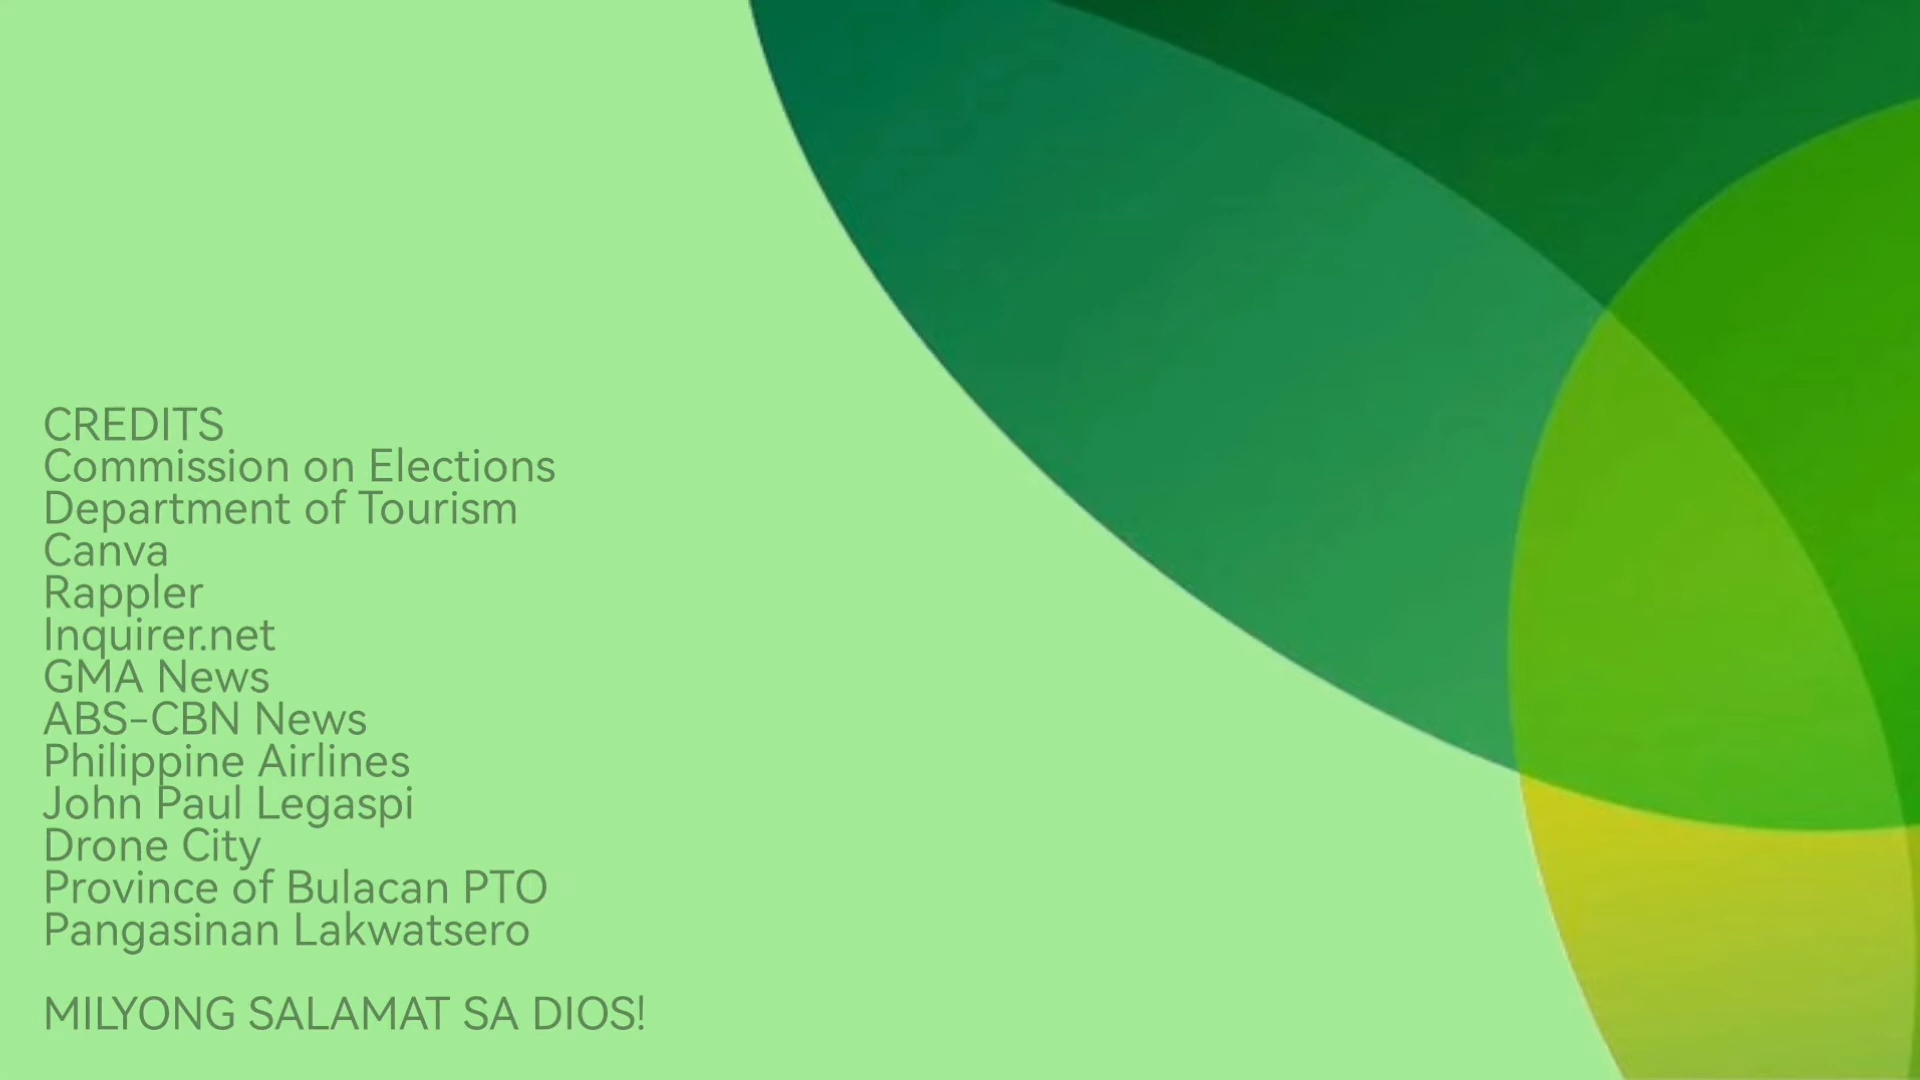 CREDITS
Commission on Elections
Department of Tourism
Canva
Rappler
Inquirer.net
GMA News
ABS-CBN News
Philippine Airlines
John Paul Legaspi
Drone City
Province of Bulacan PTO
Pangasinan Lakwatsero
MILYONG SALAMAT SA DIOS!